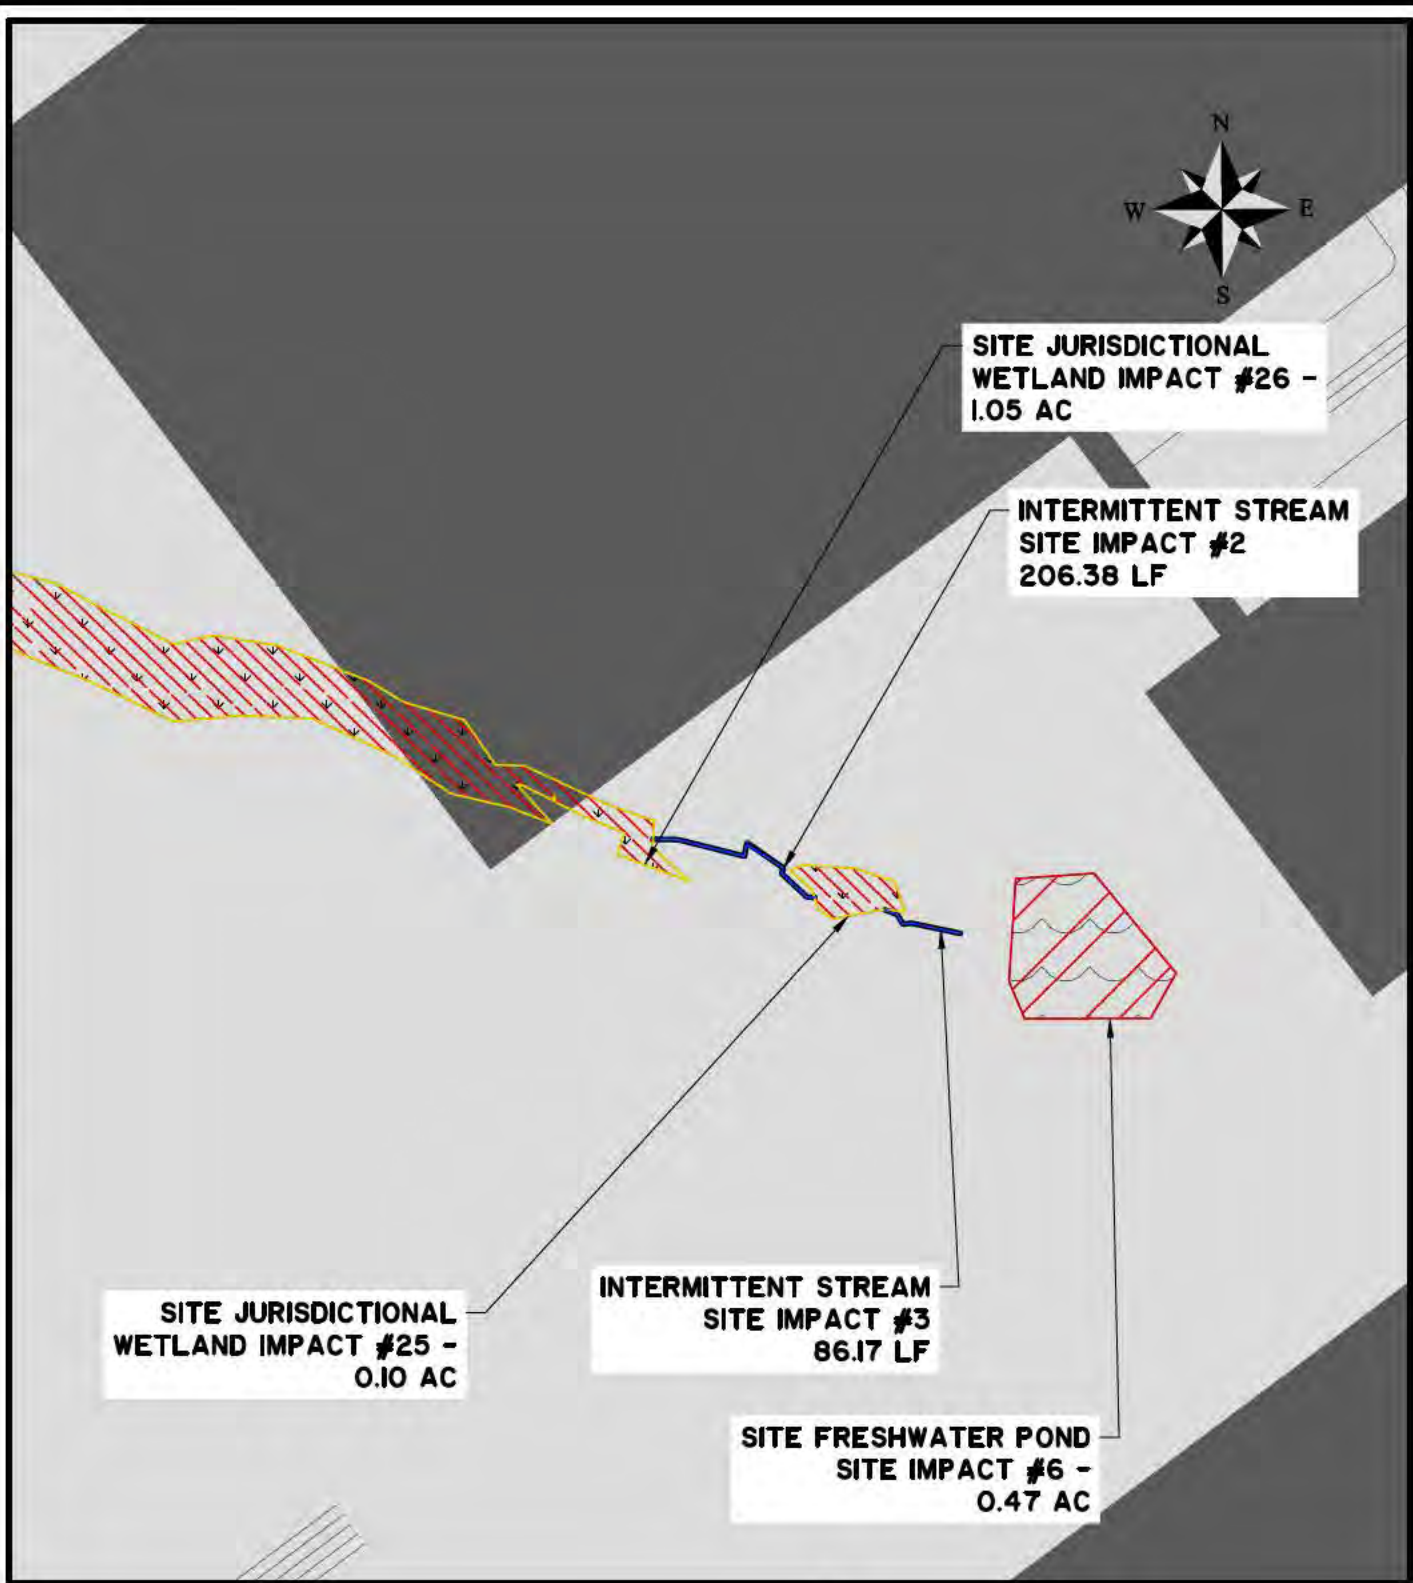 N
W E
S
SITE JURISDICTIONAL
WETLAND IMPACT #26 -
1.05 AC
INTERMITTENT STREAM
SITE IMPACT #2
206.38 LF
SITE JURISDICTIONAL
WETLAND IMPACT #25 -
0.10 AC
INTERMITTENT STREAM
SITE IMPACT #3
86.17 LF
SITE FRESHWATER POND
SITE IMPACT #6 -
0.47 AC